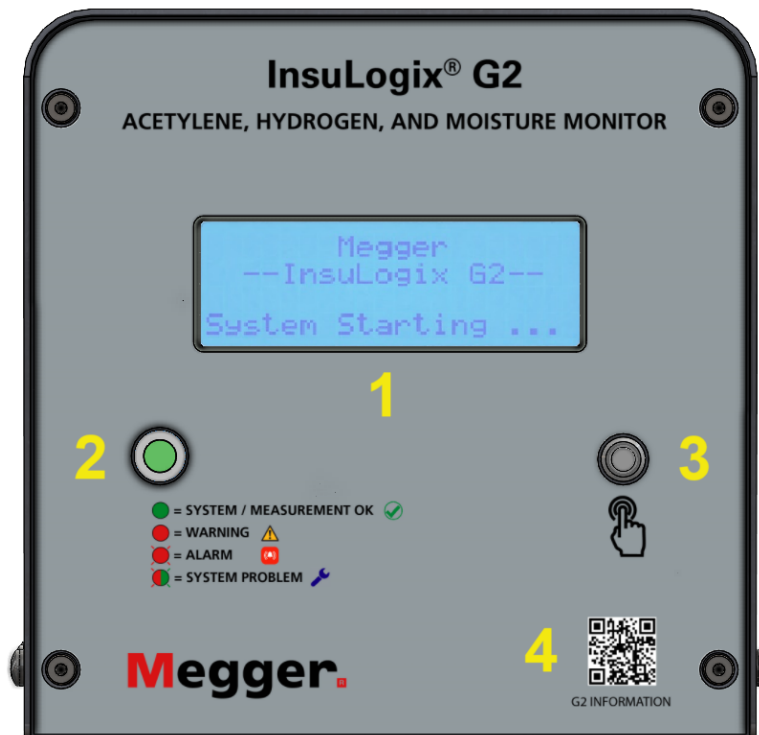 InsuLogix® G2
ACETYLENE, HYDROGEN, AND MOISTURE MONITOR
Megger
--InsuLogix G2--
System Starting ...
1
2
3
= SYSTEM / MEASUREMENT OK
= WARNING
= ALARM
= SYSTEM PROBLEM
4
Megger®
G2 INFORMATION